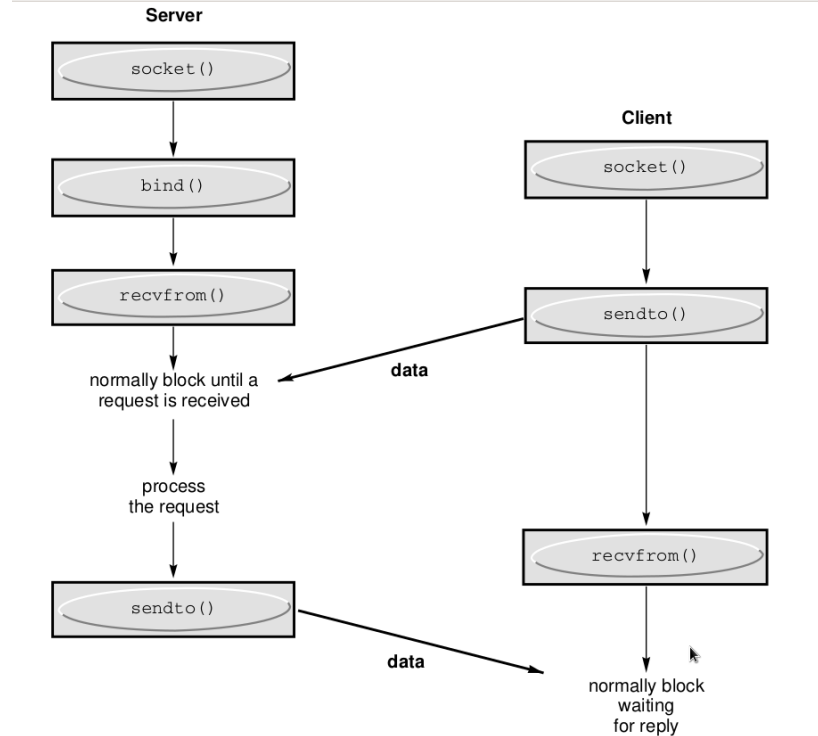 Server
socket()
bind()
recvfrom()
normally block until a
request is received
process
the request
sendto()
Client
socket()
sendto()
data
recvfrom()
data
normally block
waiting
for reply